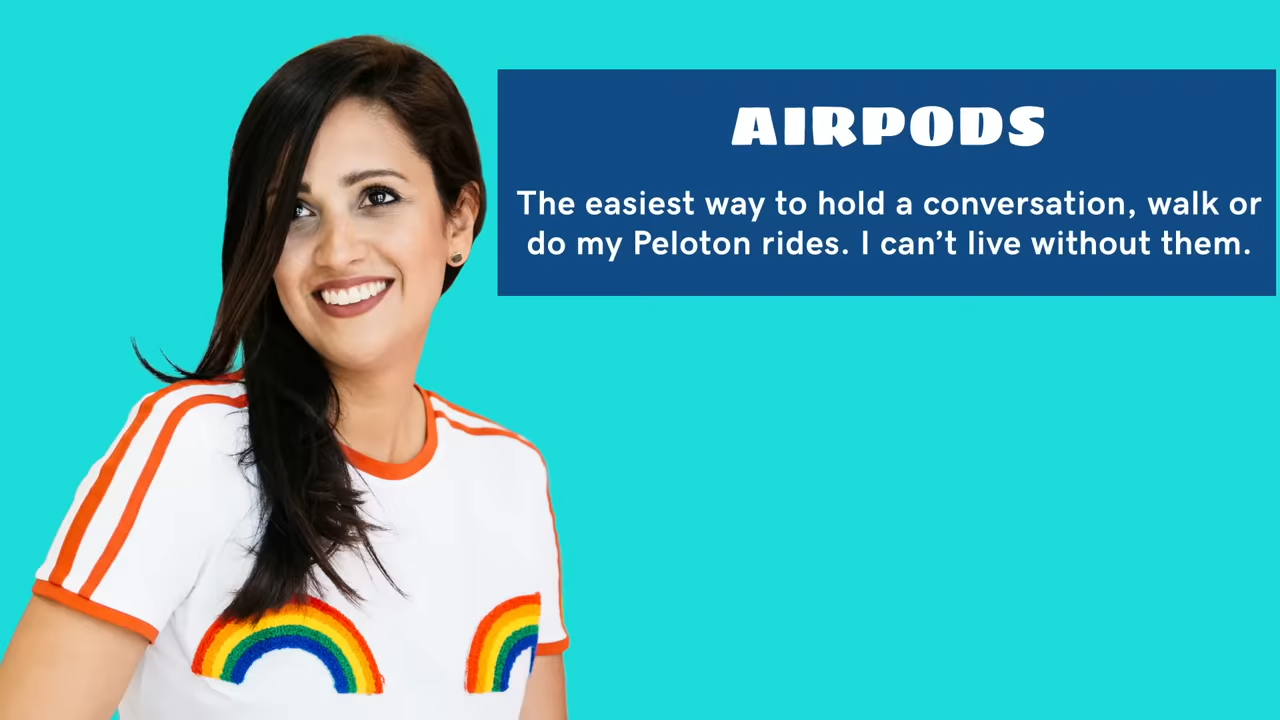 AIRPODS
The easiest way to hold a conversation, walk or
do my Peloton rides. I can’t live without them.